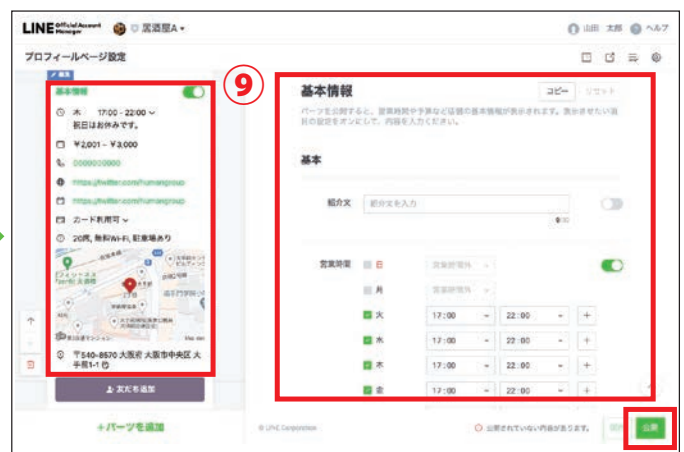 LINE Official Account Manager 居酒屋A 山田 太郎 ヘルプ
プロフィールページ設定
編集
基本情報
木 17:00 - 22:00
祝日はお休みです。
¥2,001 – ¥3,000
0000000000
https://twitter.com/humangroup
https://twitter.com/humangroup
カード利用可
20席, 無料Wi-Fi, 駐車場あり
〒540-8570 大阪府 大阪市中央区 大
手前1-1
友だち追加
+パーツを追加
⑨
基本情報
コピー リセット
パーツを公開すると、営業時間や予算など店舗の基本情報が表示されます。表示させたい項
目の設定をオンにして、内容を入力ください。
基本
紹介文 紹介文を入力
0/30
営業時間 日 営業時間外
月 営業時間外
火 17:00 22:00 +
水 17:00 22:00 +
木 17:00 22:00 +
金 17:00 22:00 +
© LINE Corporation 公開されていない内容があります。 公開